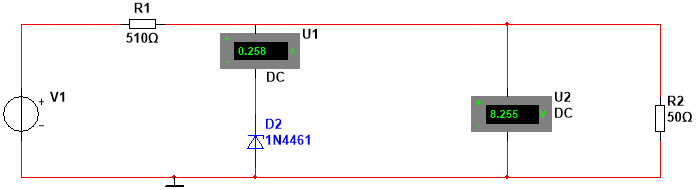 R1
510Ω
V1
+
−
0.258
U1
DC
D2
1N4461
8.255
V
U2
DC
R2
50Ω